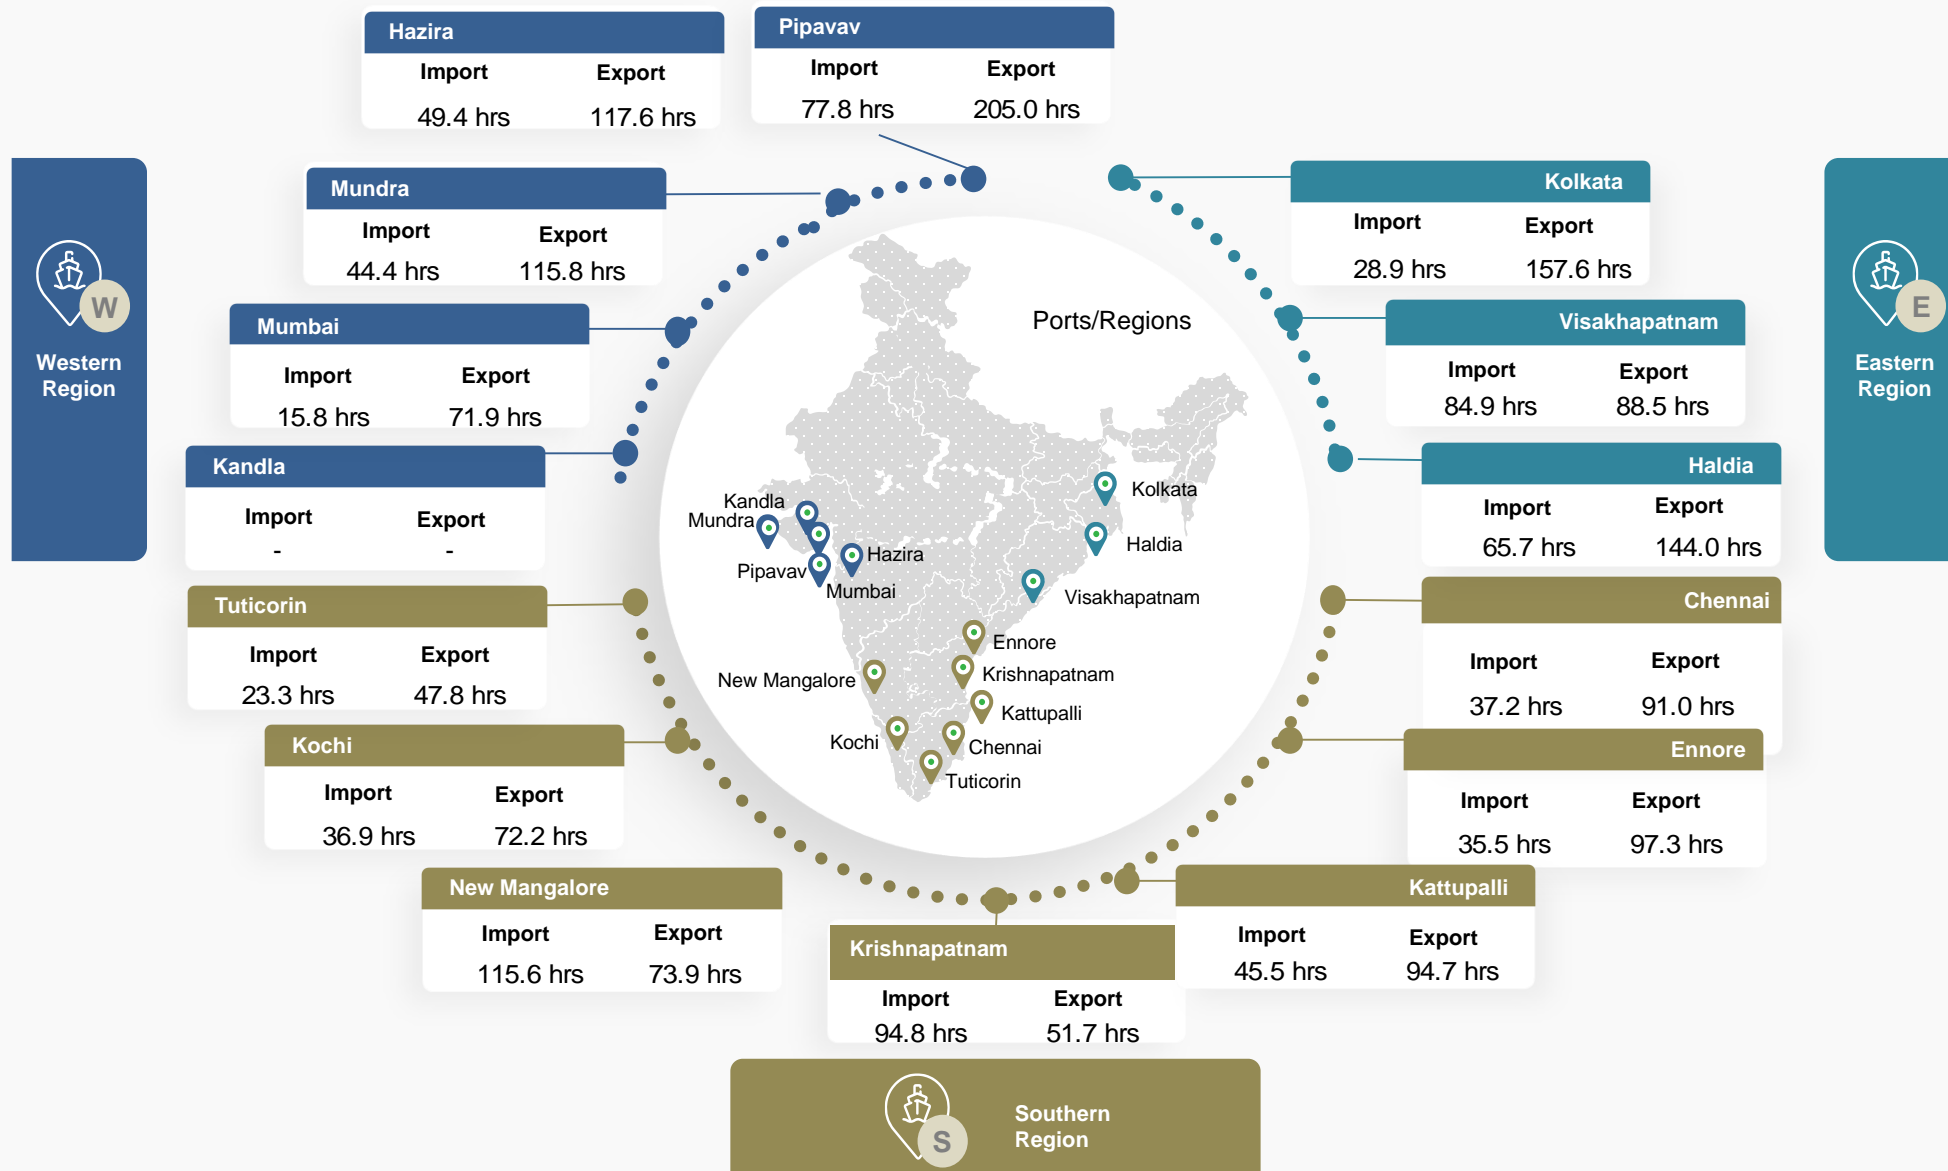 Hazira
Import Export
49.4 hrs 117.6 hrs
Pipavav
Import Export
77.8 hrs 205.0 hrs
Mundra
Import Export
44.4 hrs 115.8 hrs
Mumbai
Import Export
15.8 hrs 71.9 hrs
Kandla
Import Export
- -
Tuticorin
Import Export
23.3 hrs 47.8 hrs
Kochi
Import Export
36.9 hrs 72.2 hrs
New Mangalore
Import Export
115.6 hrs 73.9 hrs
Krishnapatnam
Import Export
94.8 hrs 51.7 hrs
Kattupalli
Import Export
45.5 hrs 94.7 hrs
Ennore
Import Export
35.5 hrs 97.3 hrs
Chennai
Import Export
37.2 hrs 91.0 hrs
Haldia
Import Export
65.7 hrs 144.0 hrs
Visakhapatnam
Import Export
84.9 hrs 88.5 hrs
Kolkata
Import Export
28.9 hrs 157.6 hrs
W
Western
Region
E
Eastern
Region
S
Southern
Region
Ports/Regions
Kandla
Mundra
Hazira
Pipavav
Mumbai
Kolkata
Haldia
Visakhapatnam
Ennore
Krishnapatnam
New Mangalore
Kattupalli
Kochi
Chennai
Tuticorin